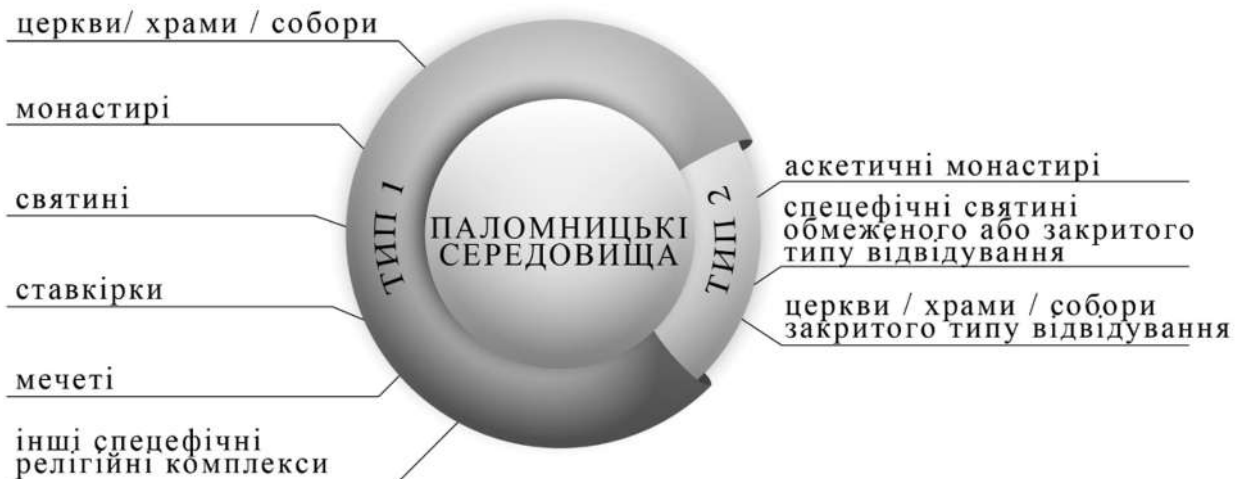 церкви/ храми / собори
монастирі
святині
ставкірки
мечеті
інші спецефічні
релігійні комплекси
ТИП 1
ПАЛОМНИЦЬКІ
СЕРЕДОВИЩА
ТИП 2
аскетичні монастирі
спецефічні святині
обмеженого або закритого
типу відвідування
церкви / храми / собори
закритого типу відвідування